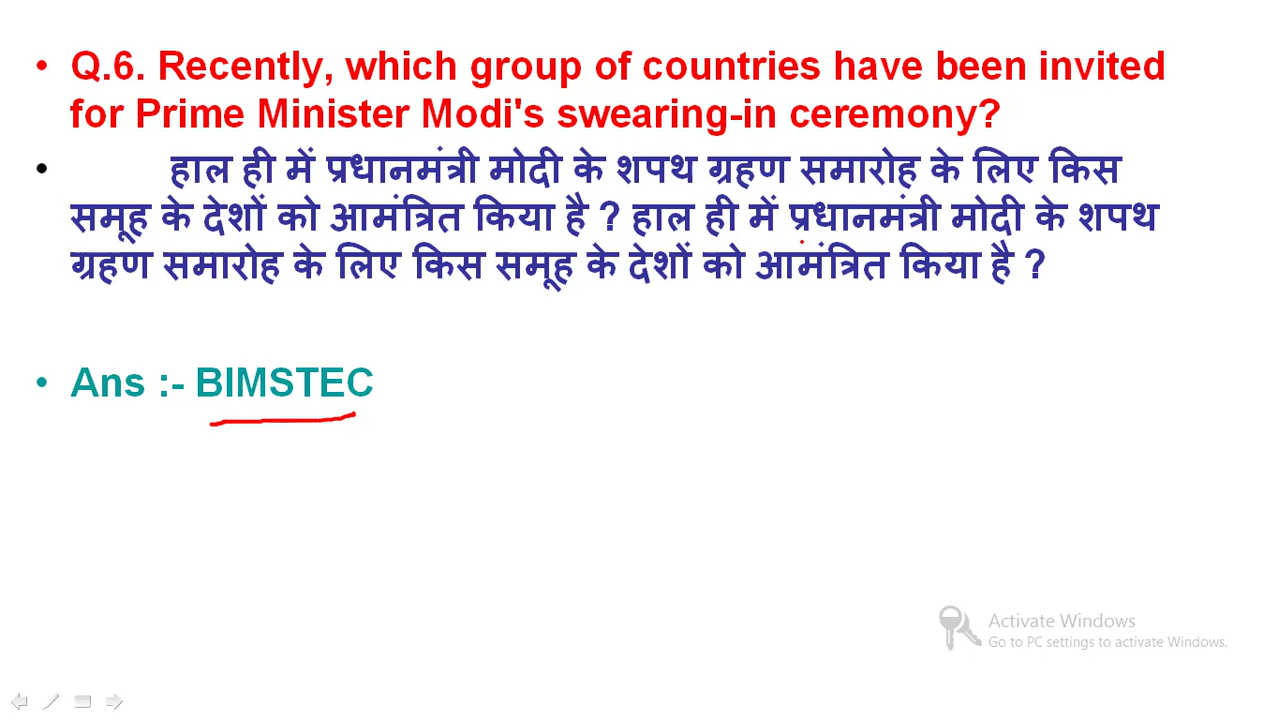 • Q.6. Recently, which group of countries have been invited
for Prime Minister Modi's swearing-in ceremony?
• हाल ही में प्रधानमंत्री मोदी के शपथ ग्रहण समारोह के लिए किस
समूह के देशों को आमंत्रित किया है ? हाल ही में प्रधानमंत्री मोदी के शपथ
ग्रहण समारोह के लिए किस समूह के देशों को आमंत्रित किया है ?
• Ans :- BIMSTEC
Activate Windows
Go to PC settings to activate Windows.